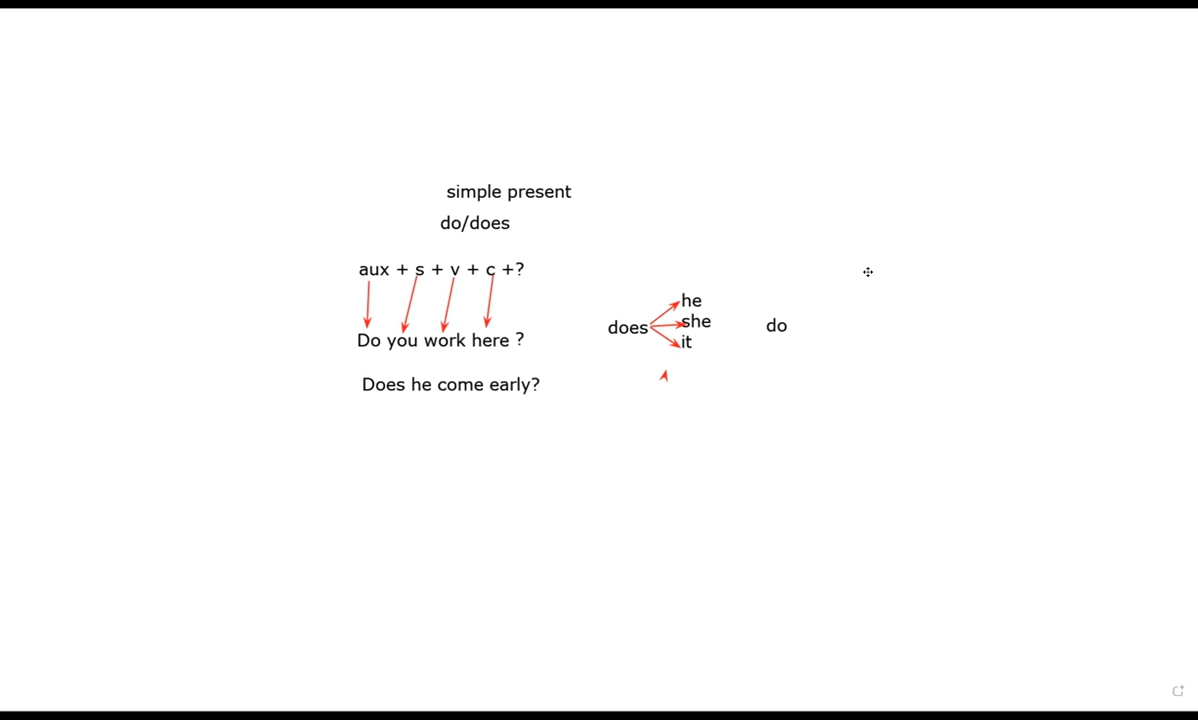 simple present
do/does
aux + s + v + c +?
Do you work here ?
Does he come early?
does
he
she
it
do